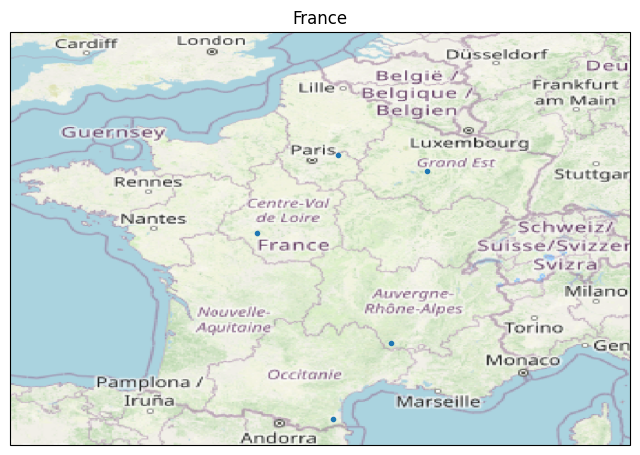 France
Cardiff
London
Düsseldorf
Deu
Lille
België /
Belgique /
Belgien
Frankfurt
am Main
Guernsey
Paris
Luxembourg
Grand Est
Rennes
Stuttgar
Centre-Val
de Loire
Nantes
France
Schweiz/
Suisse/Svizzer
Svizra
Auvergne-
Rhône-Alpes
Milano
Nouvelle-
Aquitaine
Torino
Gen
Monaco
Occitanie
Pamplona /
Iruña
Marseille
Andorra